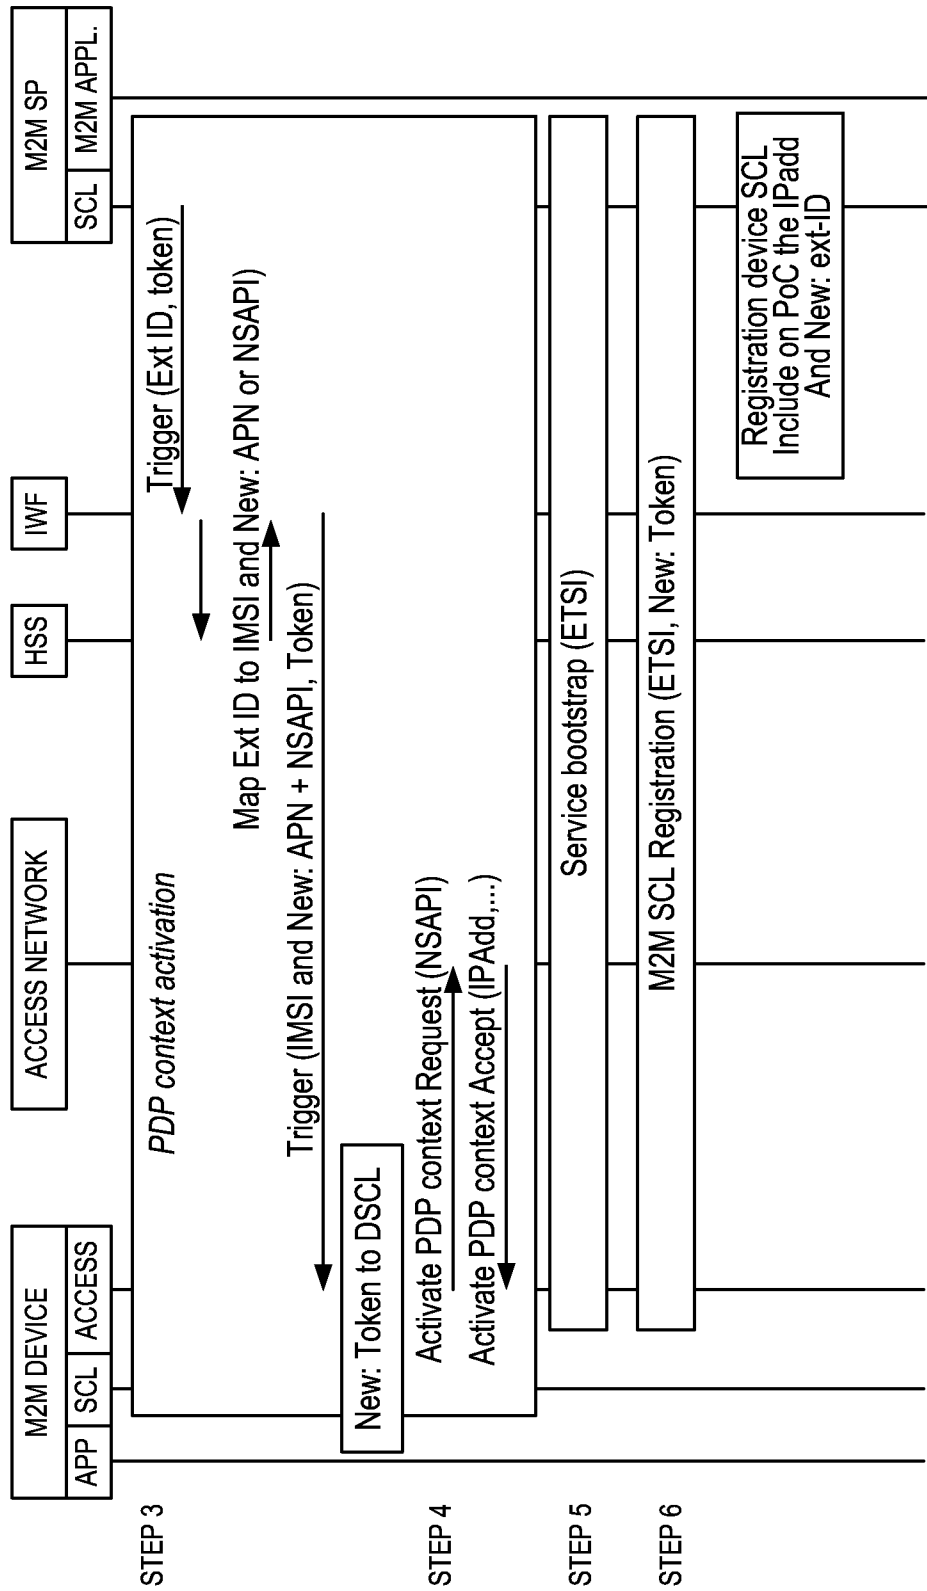 M2M DEVICE
APP
SCL
ACCESS
ACCESS NETWORK
HSS
IWF
M2M SP
SCL
M2M APPL.
STEP 3
PDP context activation
Trigger (Ext ID, token)
Map Ext ID to IMSI and New: APN or NSAPI)
Trigger (IMSI and New: APN + NSAPI, Token)
New: Token to DSCL
STEP 4
Activate PDP context Request (NSAPI)
Activate PDP context Accept (IPAdd,...)
STEP 5
Service bootstrap (ETSI)
STEP 6
M2M SCL Registration (ETSI, New: Token)
Registration device SCL
Include on PoC the IPadd
And New: ext-ID